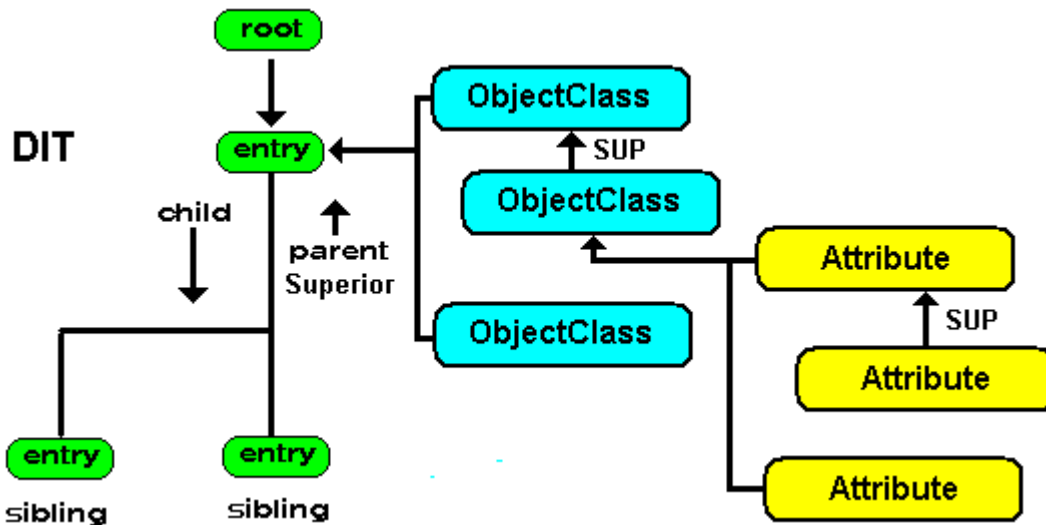 root
ObjectClass
DIT
entry
SUP
ObjectClass
child
parent
Superior
Attribute
ObjectClass
SUP
Attribute
entry
entry
Attribute
sibling
sibling